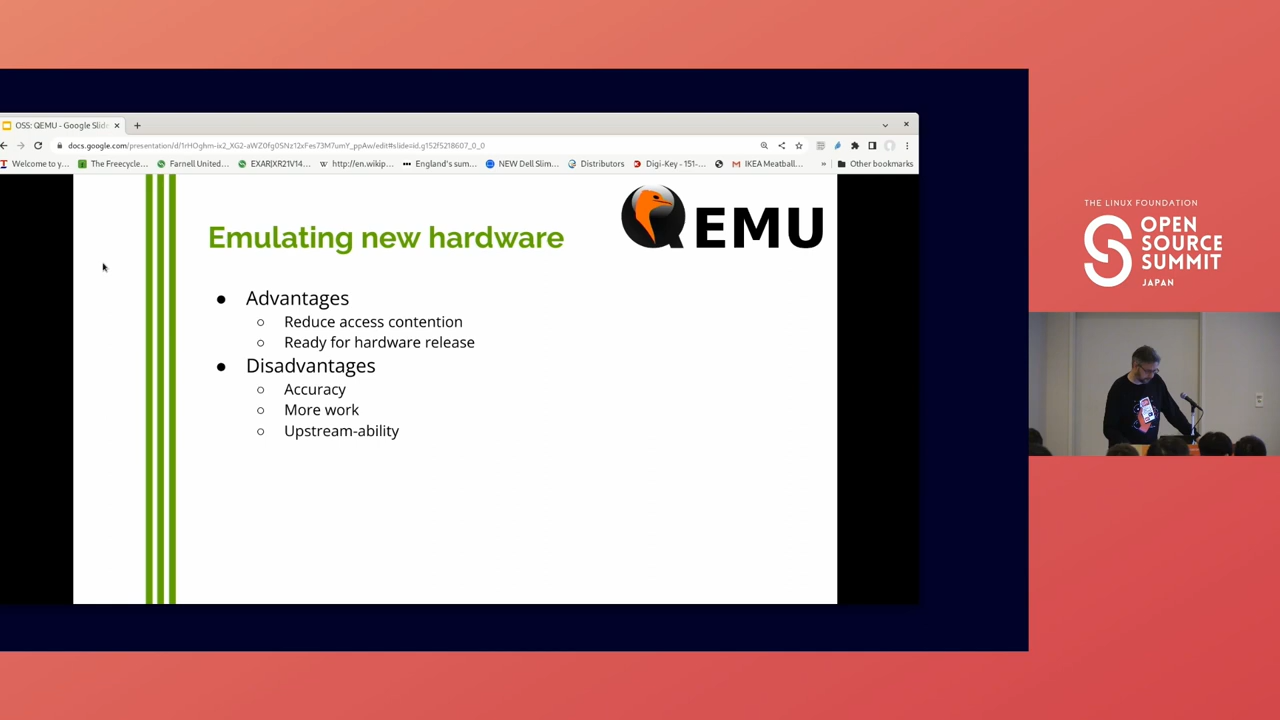 OSS: QEMU - Google Slide
docs.google.com/presentation/d/1rHOghm-ix2_XG2-aWZ0fg0SNz12xFes73M7umY_ppAw/edit#slide=id.g152f5218607_0_0
Welcome to y...
The Freecycle...
Farnell United...
EXAR|XR21V14...
http://en.wikip...
England's sum...
NEW Dell Slim...
Distributors
Digi-Key - 151-...
IKEA Meatball...
»
Other bookmarks
QEMU
Emulating new hardware
● Advantages
○ Reduce access contention
○ Ready for hardware release
● Disadvantages
○ Accuracy
○ More work
○ Upstream-ability
THE LINUX FOUNDATION
OPEN
SOURCE
SUMMIT
JAPAN